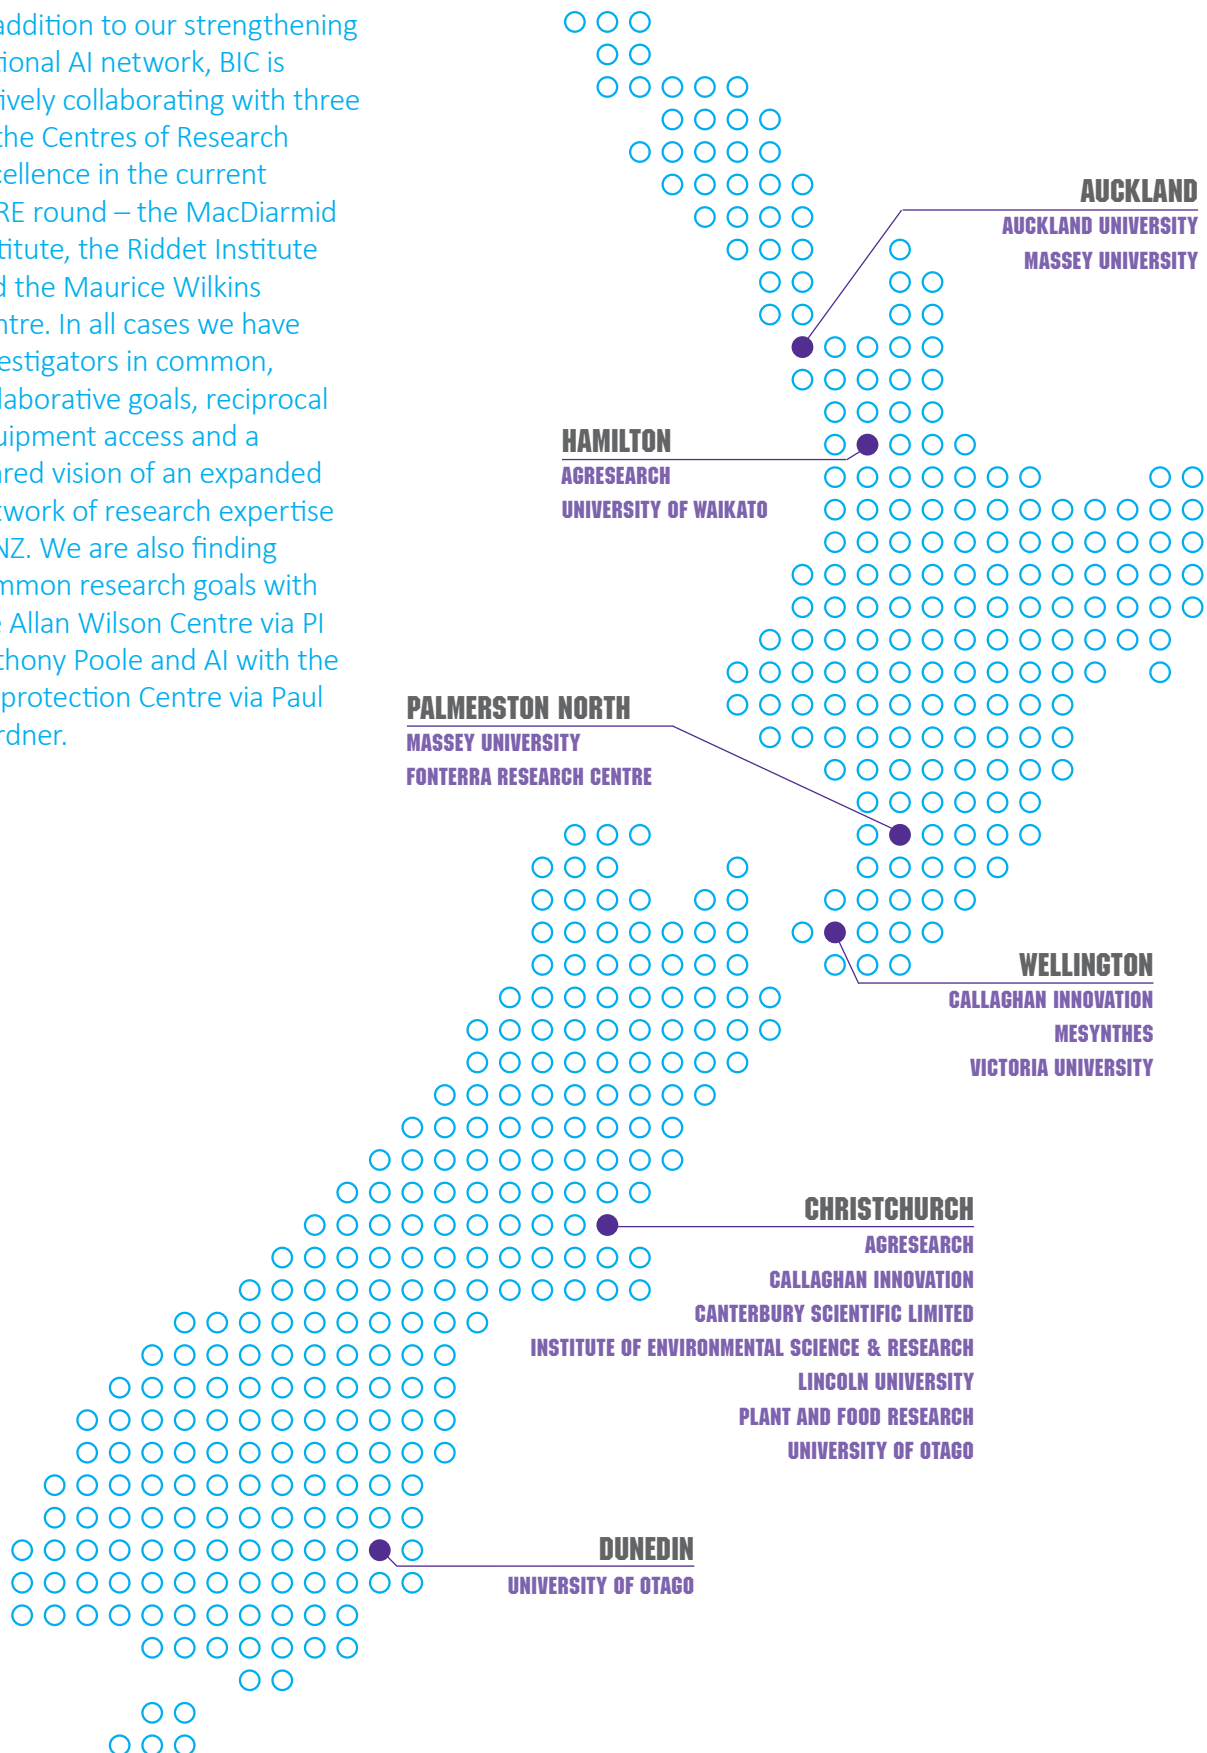 addition to our strengthening
tional AI network, BIC is
tively collaborating with three
the Centres of Research
cellence in the current
RE round – the MacDiarmid
titute, the Riddet Institute
d the Maurice Wilkins
ntre. In all cases we have
estigators in common,
laborative goals, reciprocal
uipment access and a
ared vision of an expanded
twork of research expertise
NZ. We are also finding
mmon research goals with
e Allan Wilson Centre via PI
thony Poole and AI with the
protection Centre via Paul
rdner.
AUCKLAND
AUCKLAND UNIVERSITY
MASSEY UNIVERSITY
HAMILTON
AGRESEARCH
UNIVERSITY OF WAIKATO
PALMERSTON NORTH
MASSEY UNIVERSITY
FONTERRA RESEARCH CENTRE
WELLINGTON
CALLAGHAN INNOVATION
MESYNTHES
VICTORIA UNIVERSITY
CHRISTCHURCH
AGRESEARCH
CALLAGHAN INNOVATION
CANTERBURY SCIENTIFIC LIMITED
INSTITUTE OF ENVIRONMENTAL SCIENCE & RESEARCH
LINCOLN UNIVERSITY
PLANT AND FOOD RESEARCH
UNIVERSITY OF OTAGO
DUNEDIN
UNIVERSITY OF OTAGO